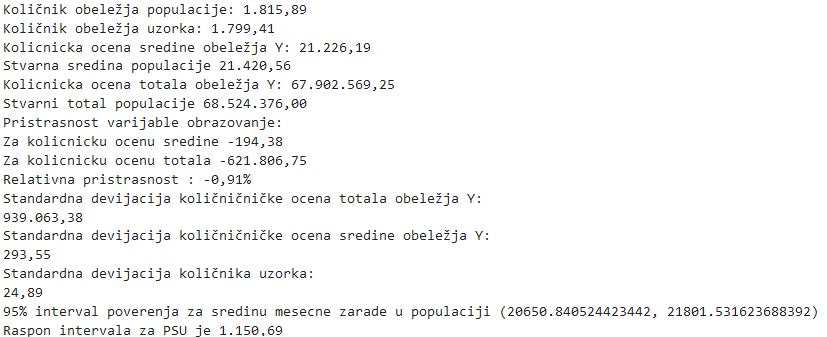 Količnik obeležja populacije: 1.815,89
Količnik obeležja uzorka: 1.799,41
Kolicnicka ocena sredine obeležja Y: 21.226,19
Stvarna sredina populacije 21.420,56
Kolicnicka ocena totala obeležja Y: 67.902.569,25
Stvarni total populacije 68.524.376,00
Pristrasnost varijable obrazovanje:
Za kolicnicku ocenu sredine -194,38
Za kolicnicku ocenu totala -621.806,75
Relativna pristrasnost : -0,91%
Standardna devijacija količničničke ocena totala obeležja Y:
939.063,38
Standardna devijacija količničničke ocena sredine obeležja Y:
293,55
Standardna devijacija količnika uzorka:
24,89
95% interval poverenja za sredinu mesecne zarade u populaciji (20650.840524423442, 21801.531623688392)
Raspon intervala za PSU je 1.150,69